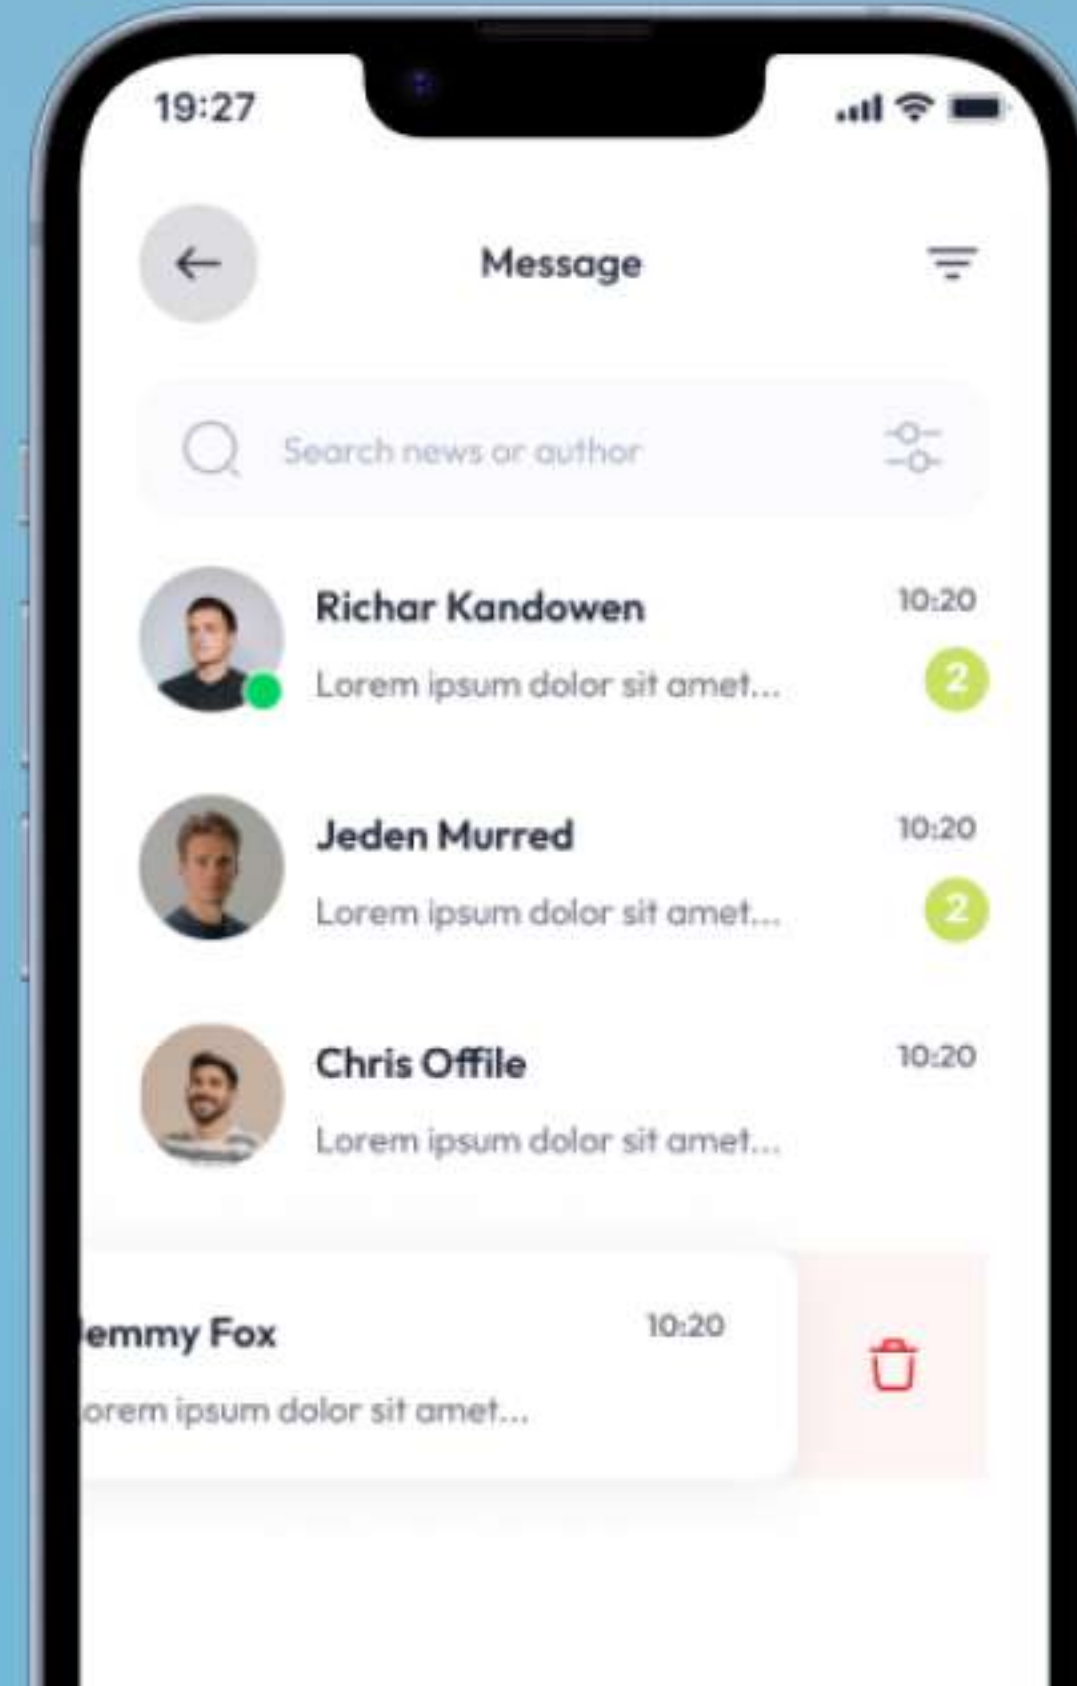 19:27
Message
Search news or author
Richar Kandowen
10:20
Lorem ipsum dolor sit amet...
2
Jeden Murred
10:20
Lorem ipsum dolor sit amet...
2
Chris Offile
10:20
Lorem ipsum dolor sit amet...
Jemmy Fox
10:20
orem ipsum dolor sit amet...